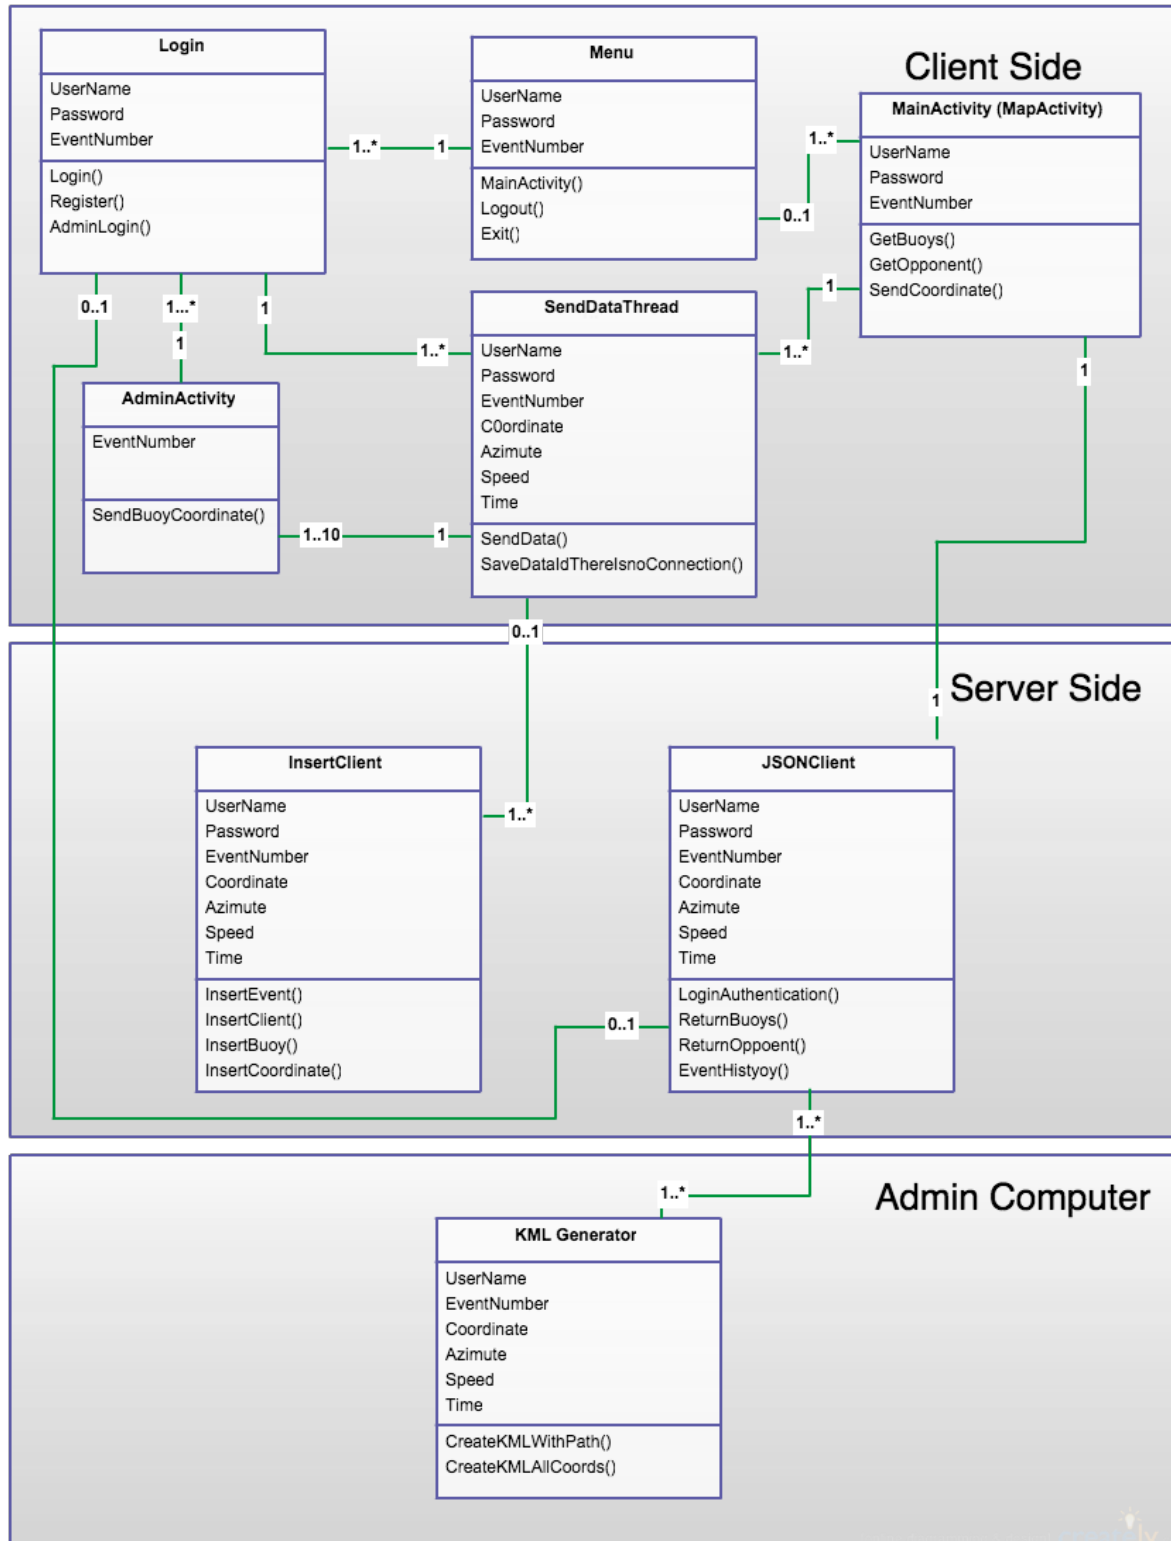 Client Side
Login
UserName
Password
EventNumber
Login()
Register()
AdminLogin()
1..*
1
Menu
UserName
Password
EventNumber
MainActivity()
Logout()
Exit()
0..1
1..*
MainActivity (MapActivity)
UserName
Password
EventNumber
GetBuoys()
GetOpponent()
SendCoordinate()
0..1
1...*
1
1
1..*
1
1..*
1
AdminActivity
EventNumber
SendBuoyCoordinate()
1..10
1
SendDataThread
UserName
Password
EventNumber
C0ordinate
Azimute
Speed
Time
SendData()
SaveDataIdThereIsnoConnection()
0..1
Server Side
1
InsertClient
UserName
Password
EventNumber
Coordinate
Azimute
Speed
Time
InsertEvent()
InsertClient()
InsertBuoy()
InsertCoordinate()
1..*
0..1
JSONClient
UserName
Password
EventNumber
Coordinate
Azimute
Speed
Time
LoginAuthentication()
ReturnBuoys()
ReturnOppoent()
EventHistyoy()
1..*
Admin Computer
1..*
KML Generator
UserName
EventNumber
Coordinate
Azimute
Speed
Time
CreateKMLWithPath()
CreateKMLAllCoords()